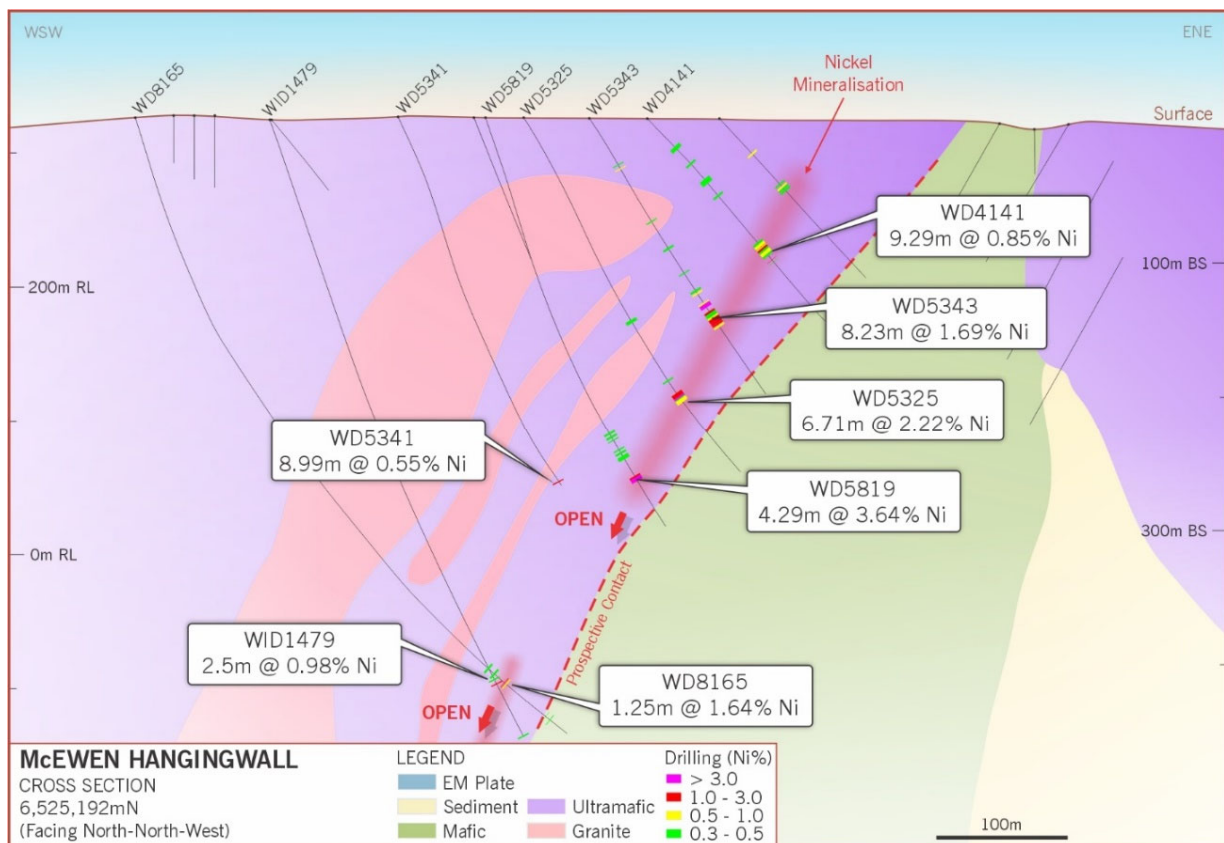 WSW
ENE
WD8165
WID1479
WD5341
WD5819
WD5325
WD5343
WD4141
Nickel
Mineralisation
Surface
WD4141
9.29m @ 0.85% Ni
100m BS
200m RL
WD5343
8.23m @ 1.69% Ni
WD5325
6.71m @ 2.22% Ni
WD5341
8.99m @ 0.55% Ni
WD5819
4.29m @ 3.64% Ni
OPEN
300m BS
0m RL
Prospective Contact
WID1479
2.5m @ 0.98% Ni
WD8165
1.25m @ 1.64% Ni
OPEN
McEWEN HANGINGWALL
CROSS SECTION
6,525,192mN
(Facing North-North-West)
LEGEND
EM Plate
Sediment
Ultramafic
Mafic
Granite
Drilling (Ni%)
> 3.0
1.0 - 3.0
0.5 - 1.0
0.3 - 0.5
100m